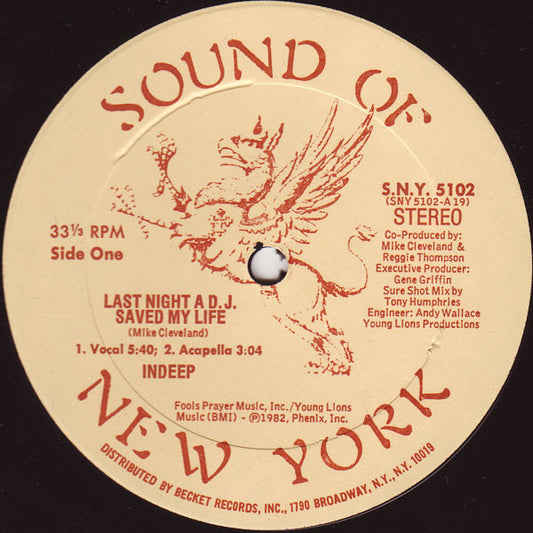 SOUND OF
S.N.Y. 5102
(SNY 5102-A 19)
STEREO
33⅓ RPM
Side One
Co-Produced by:
Mike Cleveland &
Reggie Thompson
Executive Producer:
Gene Griffin
Sure Shot Mix by
Tony Humphries
Engineer: Andy Wallace
Young Lions Productions
LAST NIGHT A D.J.
SAVED MY LIFE
(Mike Cleveland)
1. Vocal 5:40; 2. Acapella 3:04
INDEEP
Fools Prayer Music, Inc./Young Lions
Music (BMI) - ℗1982, Phenix, Inc.
NEW YORK
DISTRIBUTED BY BECKET RECORDS, INC., 1790 BROADWAY, N.Y., N.Y. 10019